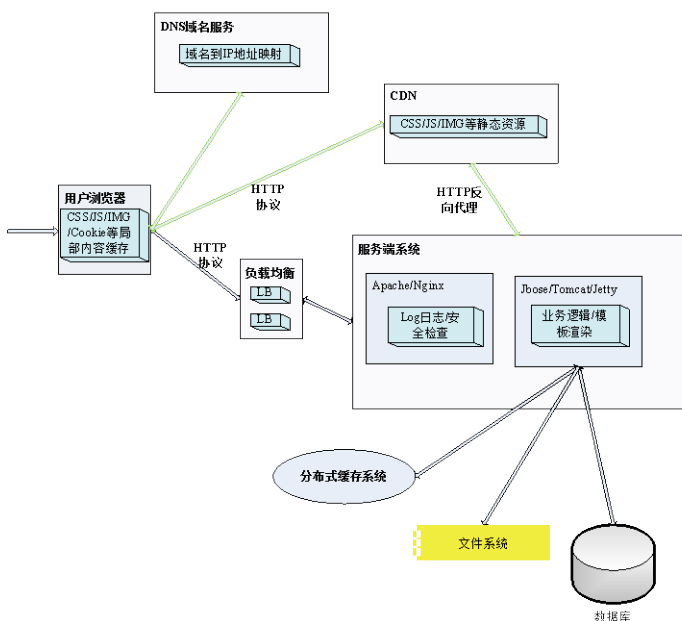 DNS域名服务
域名到IP地址映射
CDN
CSS/JS/IMG等静态资源
用户浏览器
CSS/JS/IMG
/Cookie等局
部内容缓存
HTTP
协议
HTTP
协议
HTTP反
向代理
负载均衡
LB
LB
服务端系统
Apache/Nginx
Log日志/安
全检查
Jbose/Tomcat/Jetty
业务逻辑/模
板渲染
分布式缓存系统
文件系统
数据库